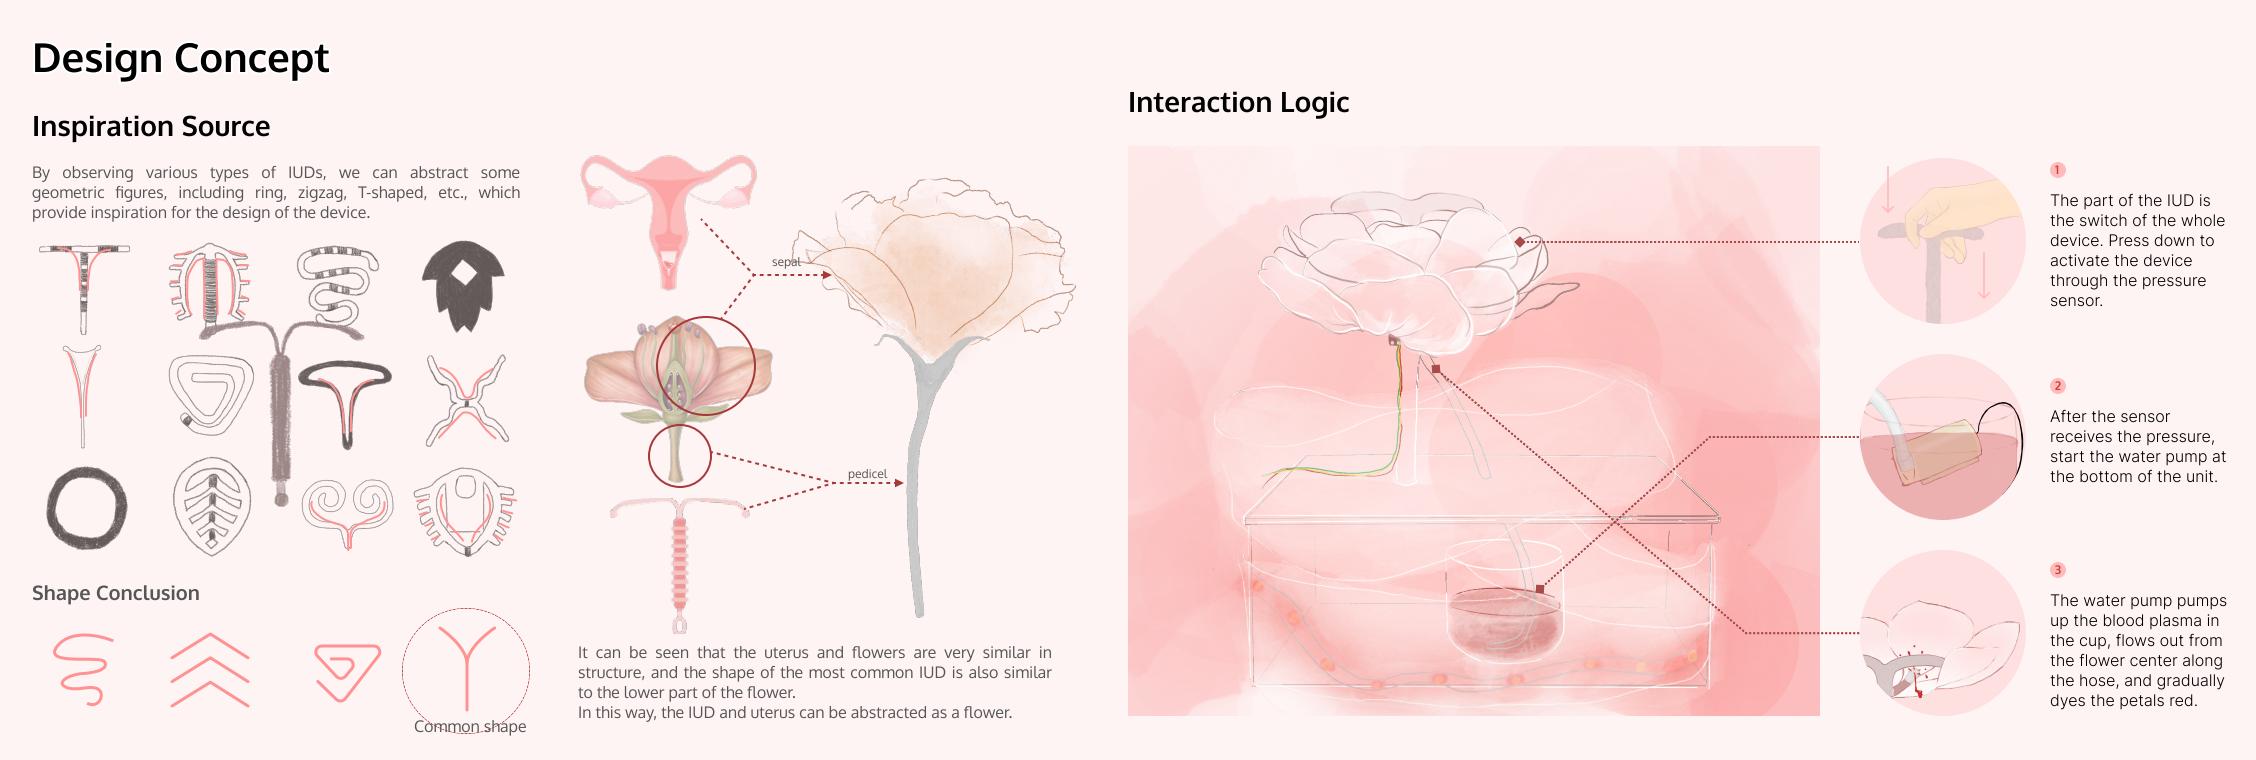 Design Concept
Inspiration Source
By observing various types of IUDs, we can abstract some
geometric figures, including ring, zigzag, T-shaped, etc., which
provide inspiration for the design of the device.
Shape Conclusion
Common shape
sepal
pedicel
It can be seen that the uterus and flowers are very similar in
structure, and the shape of the most common IUD is also similar
to the lower part of the flower.
In this way, the IUD and uterus can be abstracted as a flower.
Interaction Logic
1
The part of the IUD is
the switch of the whole
device. Press down to
activate the device
through the pressure
sensor.
2
After the sensor
receives the pressure,
start the water pump at
the bottom of the unit.
3
The water pump pumps
up the blood plasma in
the cup, flows out from
the flower center along
the hose, and gradually
dyes the petals red.